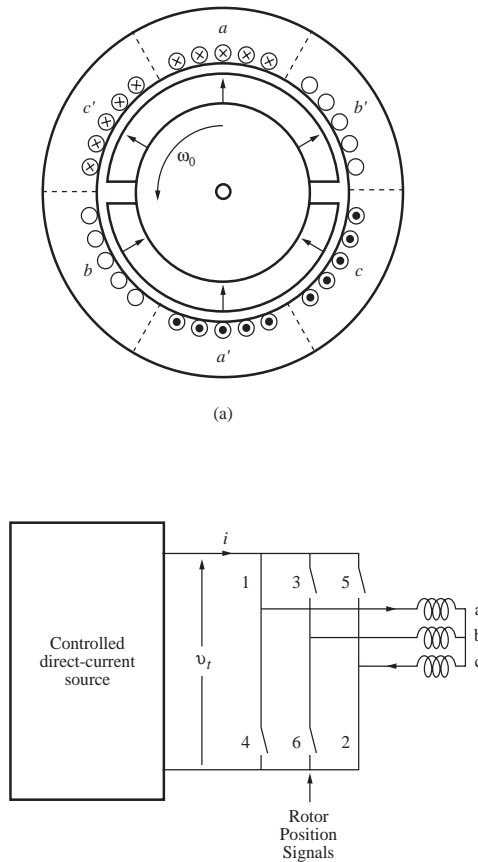 a
c'
b'
ω0
b
c
a'
(a)
i
1
3
5
a
b
c
Controlled
direct-current
source
υt
4
6
2
Rotor
Position
Signals